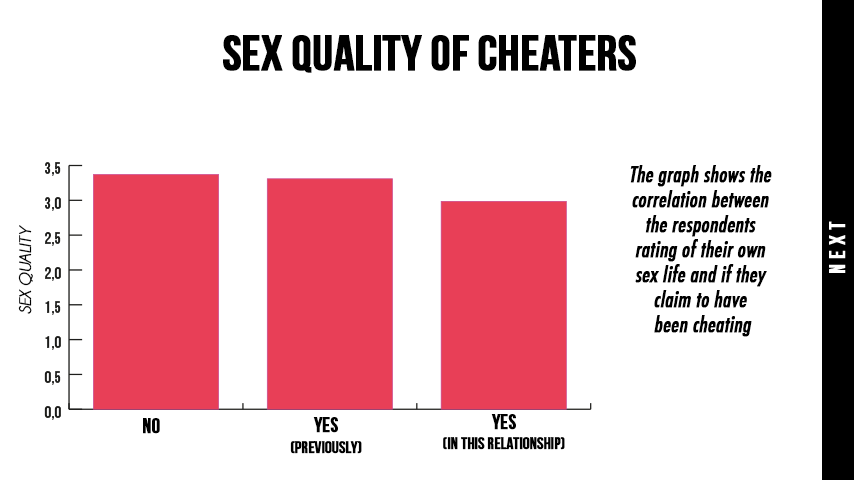 SEX QUALITY OF CHEATERS
3,5
3,0
2,5
2,0
1,5
1,0
0,5
0,0
SEX QUALITY
NO
YES
(PREVIOUSLY)
YES
(IN THIS RELATIONSHIP)
The graph shows the
correlation between
the respondents
rating of their own
sex life and if they
claim to have
been cheating
NEXT